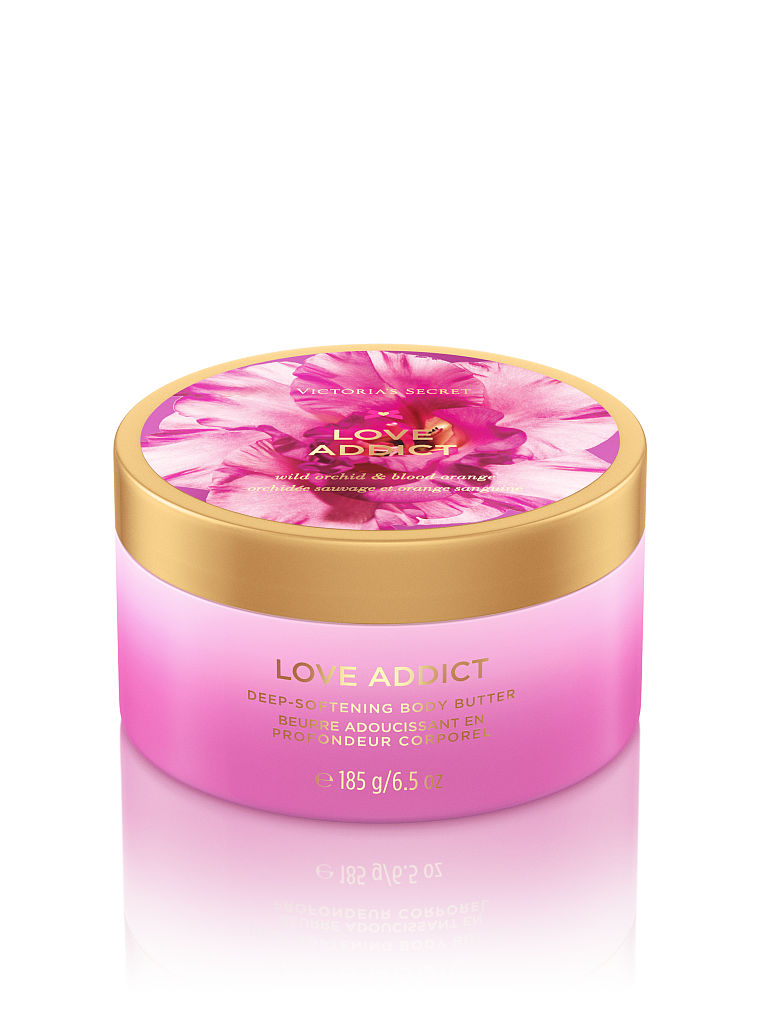 VICTORIA'S SECRET
LOVE
ADDICT
wild orchid & blood orange
orchidée sauvage et orange sanguine
LOVE ADDICT
DEEP-SOFTENING BODY BUTTER
BEURRE ADOUCISSANT EN
PROFONDEUR CORPOREL
℮ 185 g/6.5 oz